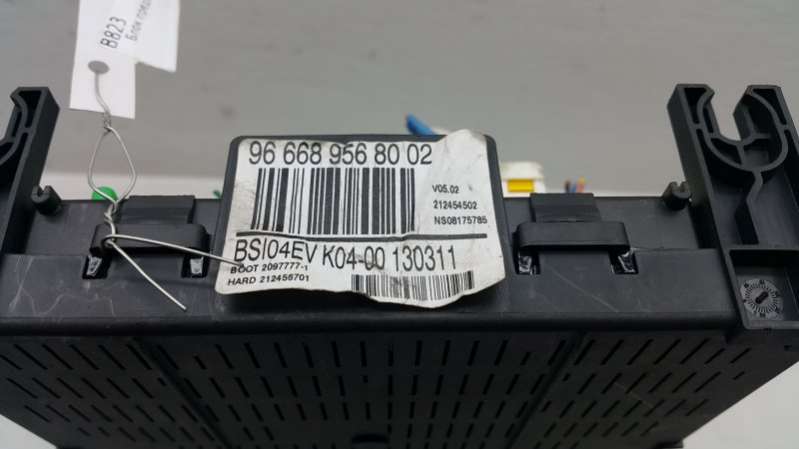 B823
Блок
96 668 956 80 02
V05.02
212454502
NS08175785
BSI04EV K04-00 130311
BOOT 2097777-1
HARD 212456701